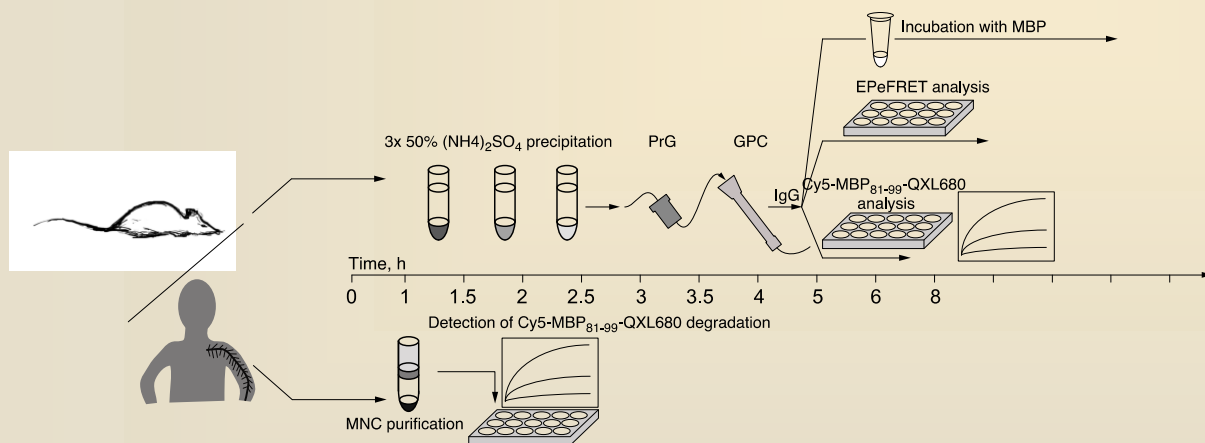 Incubation with MBP
EPeFRET analysis
3x 50% (NH4)₂SO₄ precipitation
PrG
GPC
IgG
Cy5-MBP₈₁₋₉₉-QXL680
analysis
Time, h
0 1 1.5 2 2.5 3 3.5 4 5 6 8
Detection of Cy5-MBP₈₁₋₉₉-QXL680 degradation
MNC purification